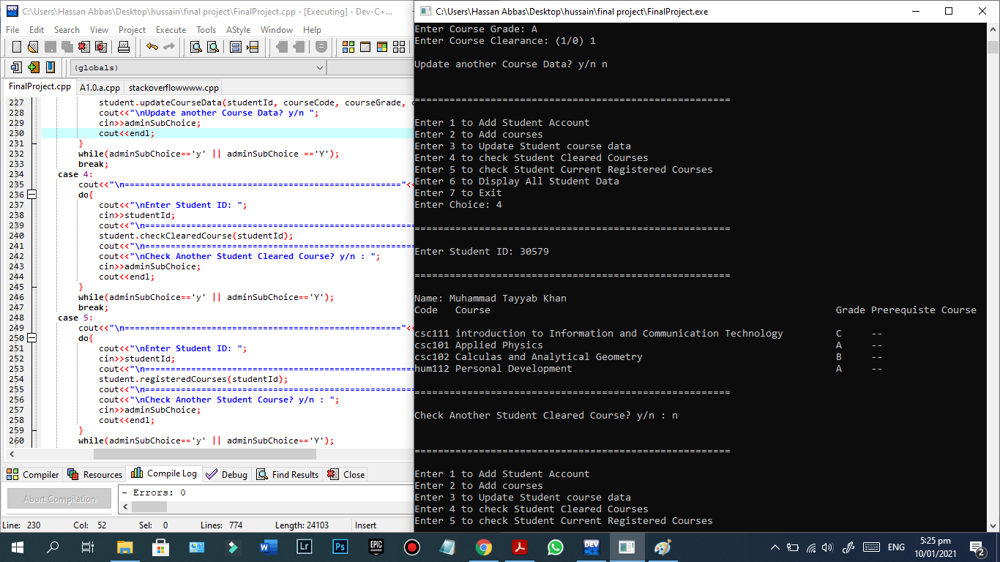 C:\Users\Hassan Abbas\Desktop\hussain\final project\FinalProject.cpp - [Executing] - Dev-C+...
File Edit Search View Project Execute Tools AStyle Window Help
(globals)
FinalProject.cpp A1.0.a.cpp stackoverflowwww.cpp
227 student.updateCourseData(studentId, courseCode, courseGrade,
228 cout<<"\nUpdate another Course Data? y/n ";
229 cin>>adminSubChoice;
230 cout<<endl;
231 }
232 while(adminSubChoice=='y' || adminSubChoice =='Y');
233 break;
234 case 4:
235 cout<<"\n======================================================"<<
236 do{
237 cout<<"\nEnter Student ID: ";
238 cin>>studentId;
239 cout<<"\n=====================================================
240 student.checkClearedCourse(studentId);
241 cout<<"\n=====================================================
242 cout<<"\nCheck Another Student Cleared Course? y/n : ";
243 cin>>adminSubChoice;
244 cout<<endl;
245 }
246 while(adminSubChoice=='y' || adminSubChoice=='Y');
247 break;
248 case 5:
249 cout<<"\n======================================================"<<
250 do{
251 cout<<"\nEnter Student ID: ";
252 cin>>studentId;
253 cout<<"\n=====================================================
254 student.registeredCourses(studentId);
255 cout<<"\n=====================================================
256 cout<<"\nCheck Another Student Course? y/n : ";
257 cin>>adminSubChoice;
258 cout<<endl;
259 }
260 while(adminSubChoice=='y' || adminSubChoice=='Y');
Compiler Resources Compile Log Debug Find Results Close
Abort Compilation
- Errors: 0
Line: 230 Col: 52 Sel: 0 Lines: 774 Length: 24103 Insert
C:\Users\Hassan Abbas\Desktop\hussain\final project\FinalProject.exe
Enter Course Grade: A
Enter Course Clearance: (1/0) 1
Update another Course Data? y/n n
======================================================
Enter 1 to Add Student Account
Enter 2 to Add courses
Enter 3 to Update Student course data
Enter 4 to check Student Cleared Courses
Enter 5 to check Student Current Registered Courses
Enter 6 to Display All Student Data
Enter 7 to Exit
Enter Choice: 4
======================================================
Enter Student ID: 30579
======================================================
Name: Muhammad Tayyab Khan
Code Course Grade Prerequiste Course
csc111 introduction to Information and Communication Technology C --
csc101 Applied Physics A --
csc102 Calculas and Analytical Geometry B --
hum112 Personal Development A --
======================================================
Check Another Student Cleared Course? y/n : n
======================================================
Enter 1 to Add Student Account
Enter 2 to Add courses
Enter 3 to Update Student course data
Enter 4 to check Student Cleared Courses
Enter 5 to check Student Current Registered Courses
W Lr Ps EPIC GAMES DEV ENG 5:25 pm
10/01/2021 2